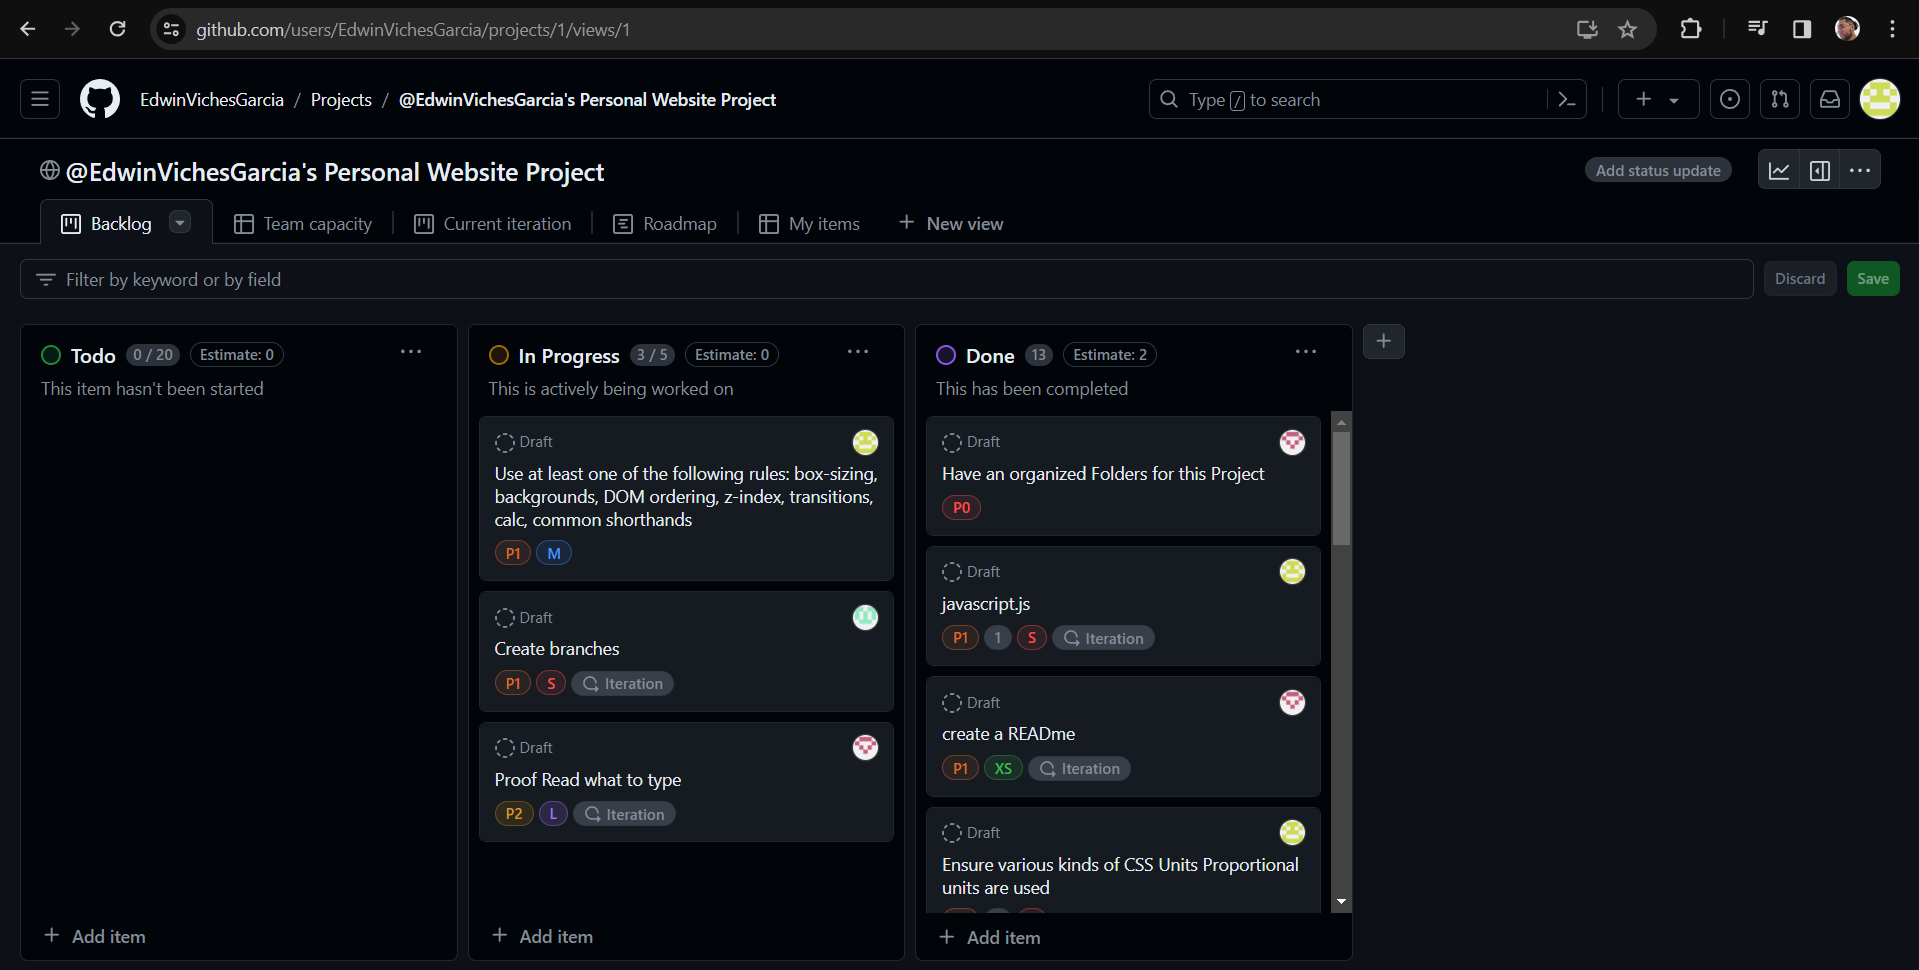 github.com/users/EdwinVichesGarcia/projects/1/views/1
EdwinVichesGarcia / Projects / @EdwinVichesGarcia's Personal Website Project
Type / to search
@EdwinVichesGarcia's Personal Website Project
Add status update
Backlog
Team capacity
Current iteration
Roadmap
My items
New view
Filter by keyword or by field
Discard
Save
Todo 0 / 20 Estimate: 0
This item hasn't been started
Add item
In Progress 3 / 5 Estimate: 0
This is actively being worked on
Draft
Use at least one of the following rules: box-sizing,
backgrounds, DOM ordering, z-index, transitions,
calc, common shorthands
P1 M
Draft
Create branches
P1 S Iteration
Draft
Proof Read what to type
P2 L Iteration
Add item
Done 13 Estimate: 2
This has been completed
Draft
Have an organized Folders for this Project
P0
Draft
javascript.js
P1 1 S Iteration
Draft
create a READme
P1 XS Iteration
Draft
Ensure various kinds of CSS Units Proportional
units are used
Add item